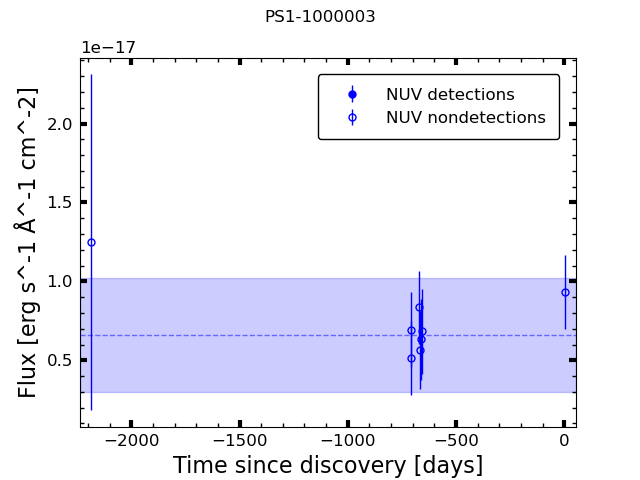 PS1-1000003
1e−17
NUV detections
NUV nondetections
2.0
1.5
1.0
0.5
Flux [erg s^-1 Å^-1 cm^-2]
−2000 −1500 −1000 −500 0
Time since discovery [days]